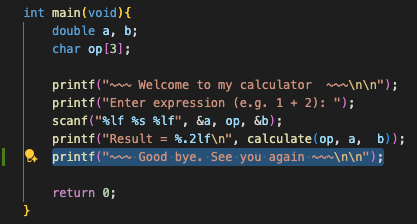 int main(void){
    double a, b;
    char op[3];

    printf("~~~ Welcome to my calculator  ~~~\n\n");
    printf("Enter expression (e.g. 1 + 2): ");
    scanf("%lf %s %lf", &a, op, &b);
    printf("Result = %.2lf\n", calculate(op, a,  b));
    printf("~~~ Good bye. See you again ~~~\n\n");

    return 0;
}